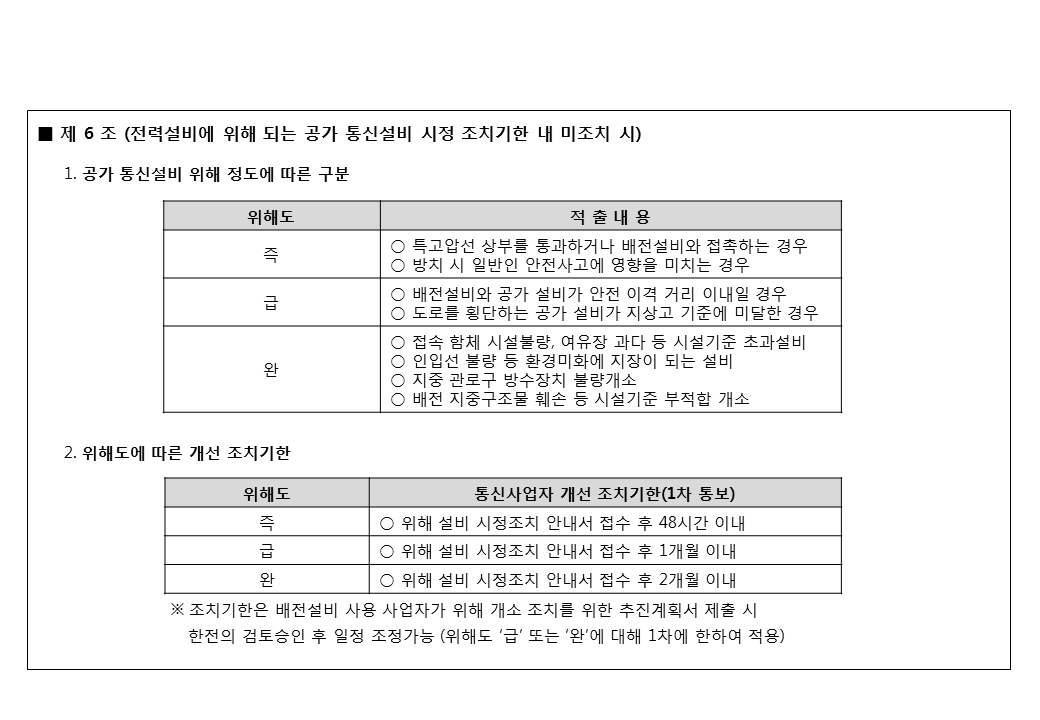 ■ 제 6 조 (전력설비에 위해 되는 공가 통신설비 시정 조치기한 내 미조치 시)
1. 공가 통신설비 위해 정도에 따른 구분
위해도 적 출 내 용
즉
○ 특고압선 상부를 통과하거나 배전설비와 접촉하는 경우
○ 방치 시 일반인 안전사고에 영향을 미치는 경우
급
○ 배전설비와 공가 설비가 안전 이격 거리 이내일 경우
○ 도로를 횡단하는 공가 설비가 지상고 기준에 미달한 경우
완
○ 접속 함체 시설불량, 여유장 과다 등 시설기준 초과설비
○ 인입선 불량 등 환경미화에 지장이 되는 설비
○ 지중 관로구 방수장치 불량개소
○ 배전 지중구조물 훼손 등 시설기준 부적합 개소
2. 위해도에 따른 개선 조치기한
위해도 통신사업자 개선 조치기한(1차 통보)
즉 ○ 위해 설비 시정조치 안내서 접수 후 48시간 이내
급 ○ 위해 설비 시정조치 안내서 접수 후 1개월 이내
완 ○ 위해 설비 시정조치 안내서 접수 후 2개월 이내
※ 조치기한은 배전설비 사용 사업자가 위해 개소 조치를 위한 추진계획서 제출 시
한전의 검토승인 후 일정 조정가능 (위해도 ‘급’ 또는 ‘완’에 대해 1차에 한하여 적용)